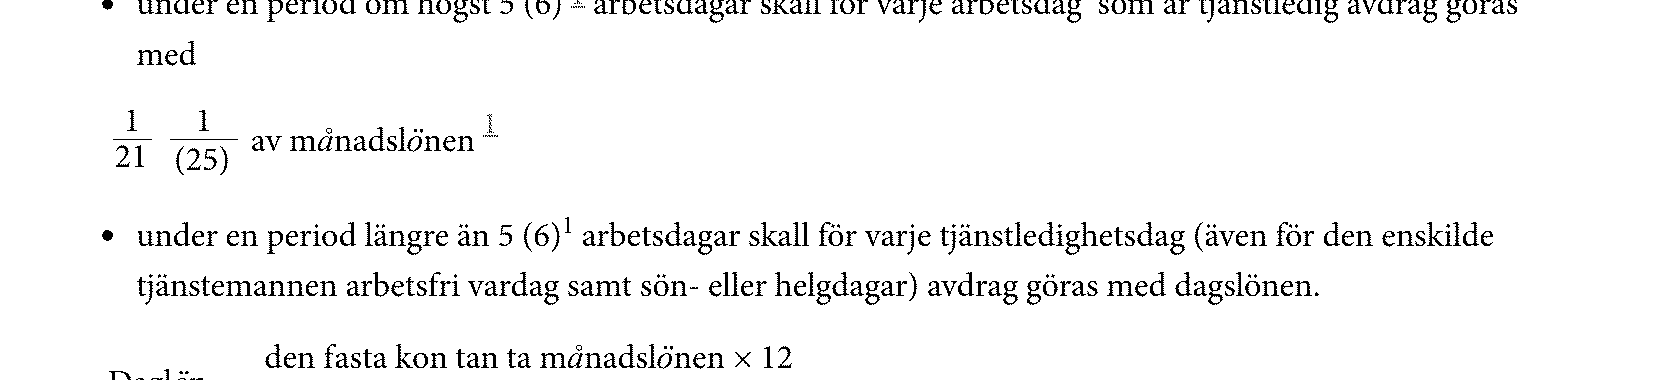 • under en period om högst 5 (6) 1 arbetsdagar skall för varje arbetsdag som är tjänstledig avdrag göras
med
1/21 1/(25) av månadslönen 1
• under en period längre än 5 (6)¹ arbetsdagar skall för varje tjänstledighetsdag (även för den enskilde
tjänstemannen arbetsfri vardag samt sön- eller helgdagar) avdrag göras med dagslönen.
den fasta kon tan ta månadslönen × 12